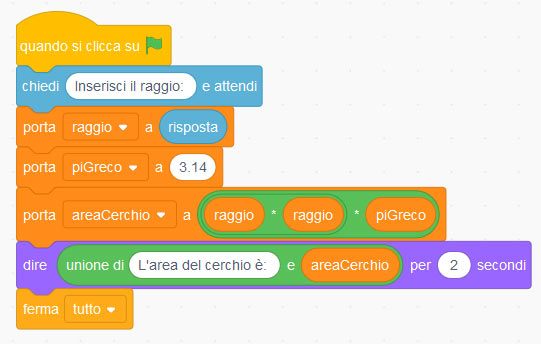 quando si clicca su
chiedi Inserisci il raggio: e attendi
porta raggio a risposta
porta piGreco a 3.14
porta areaCerchio a raggio * raggio * piGreco
dire unione di L'area del cerchio è: e areaCerchio per 2 secondi
ferma tutto